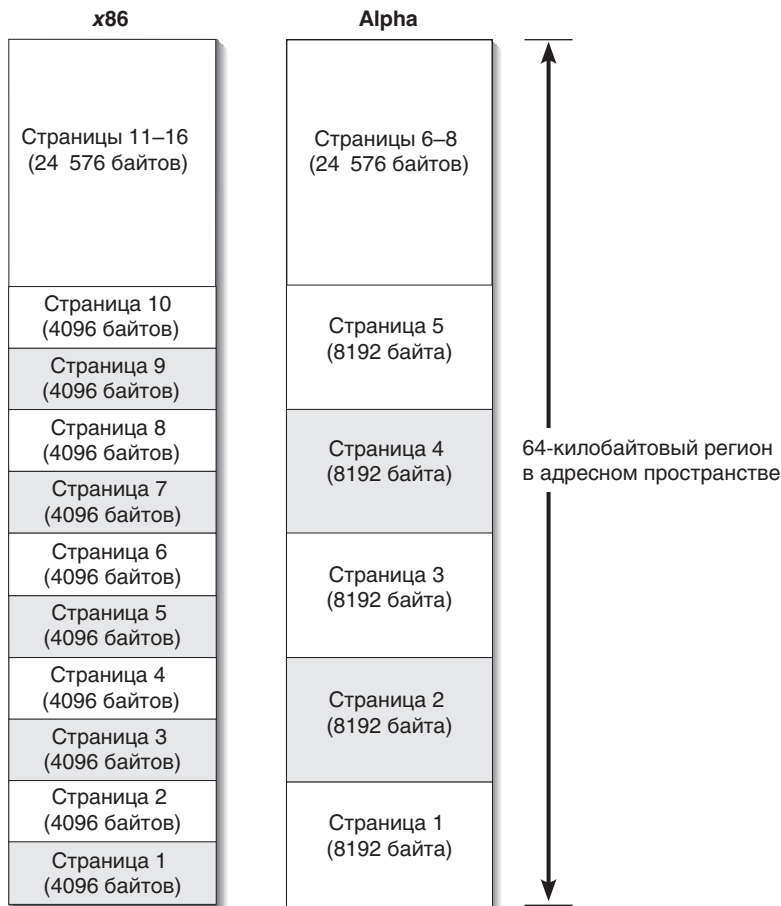 x86
Страницы 11–16
(24 576 байтов)
Страница 10
(4096 байтов)
Страница 9
(4096 байтов)
Страница 8
(4096 байтов)
Страница 7
(4096 байтов)
Страница 6
(4096 байтов)
Страница 5
(4096 байтов)
Страница 4
(4096 байтов)
Страница 3
(4096 байтов)
Страница 2
(4096 байтов)
Страница 1
(4096 байтов)
Alpha
Страницы 6–8
(24 576 байтов)
Страница 5
(8192 байта)
Страница 4
(8192 байта)
Страница 3
(8192 байта)
Страница 2
(8192 байта)
Страница 1
(8192 байта)
64-килобайтовый регион
в адресном пространстве